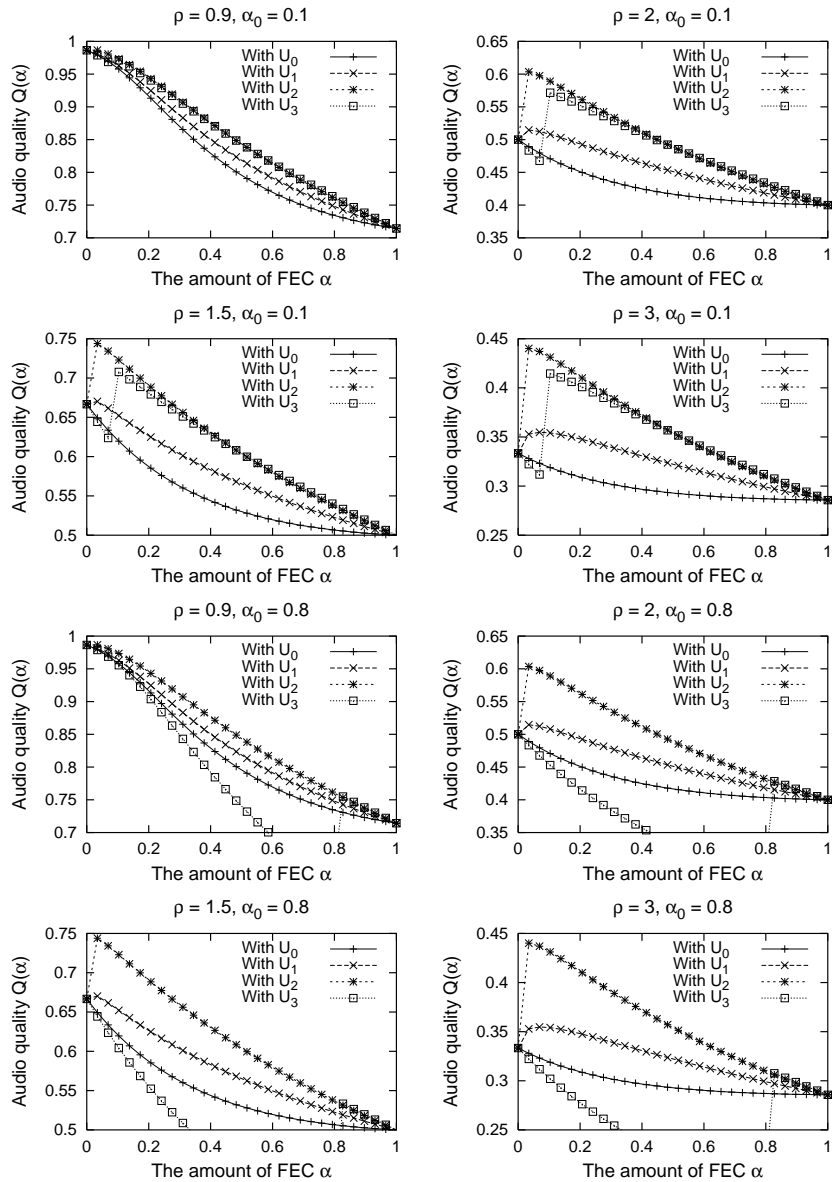 ρ = 0.9, α0 = 0.1
Audio quality Q(α)
1
0.95
0.9
0.85
0.8
0.75
0.7
With U0
With U1
With U2
With U3
0 0.2 0.4 0.6 0.8 1
The amount of FEC α
ρ = 2, α0 = 0.1
Audio quality Q(α)
0.65
0.6
0.55
0.5
0.45
0.4
0.35
With U0
With U1
With U2
With U3
0 0.2 0.4 0.6 0.8 1
The amount of FEC α
ρ = 1.5, α0 = 0.1
Audio quality Q(α)
0.75
0.7
0.65
0.6
0.55
0.5
With U0
With U1
With U2
With U3
0 0.2 0.4 0.6 0.8 1
The amount of FEC α
ρ = 3, α0 = 0.1
Audio quality Q(α)
0.45
0.4
0.35
0.3
0.25
With U0
With U1
With U2
With U3
0 0.2 0.4 0.6 0.8 1
The amount of FEC α
ρ = 0.9, α0 = 0.8
Audio quality Q(α)
1
0.95
0.9
0.85
0.8
0.75
0.7
With U0
With U1
With U2
With U3
0 0.2 0.4 0.6 0.8 1
The amount of FEC α
ρ = 2, α0 = 0.8
Audio quality Q(α)
0.65
0.6
0.55
0.5
0.45
0.4
0.35
With U0
With U1
With U2
With U3
0 0.2 0.4 0.6 0.8 1
The amount of FEC α
ρ = 1.5, α0 = 0.8
Audio quality Q(α)
0.75
0.7
0.65
0.6
0.55
0.5
With U0
With U1
With U2
With U3
0 0.2 0.4 0.6 0.8 1
The amount of FEC α
ρ = 3, α0 = 0.8
Audio quality Q(α)
0.45
0.4
0.35
0.3
0.25
With U0
With U1
With U2
With U3
0 0.2 0.4 0.6 0.8 1
The amount of FEC α